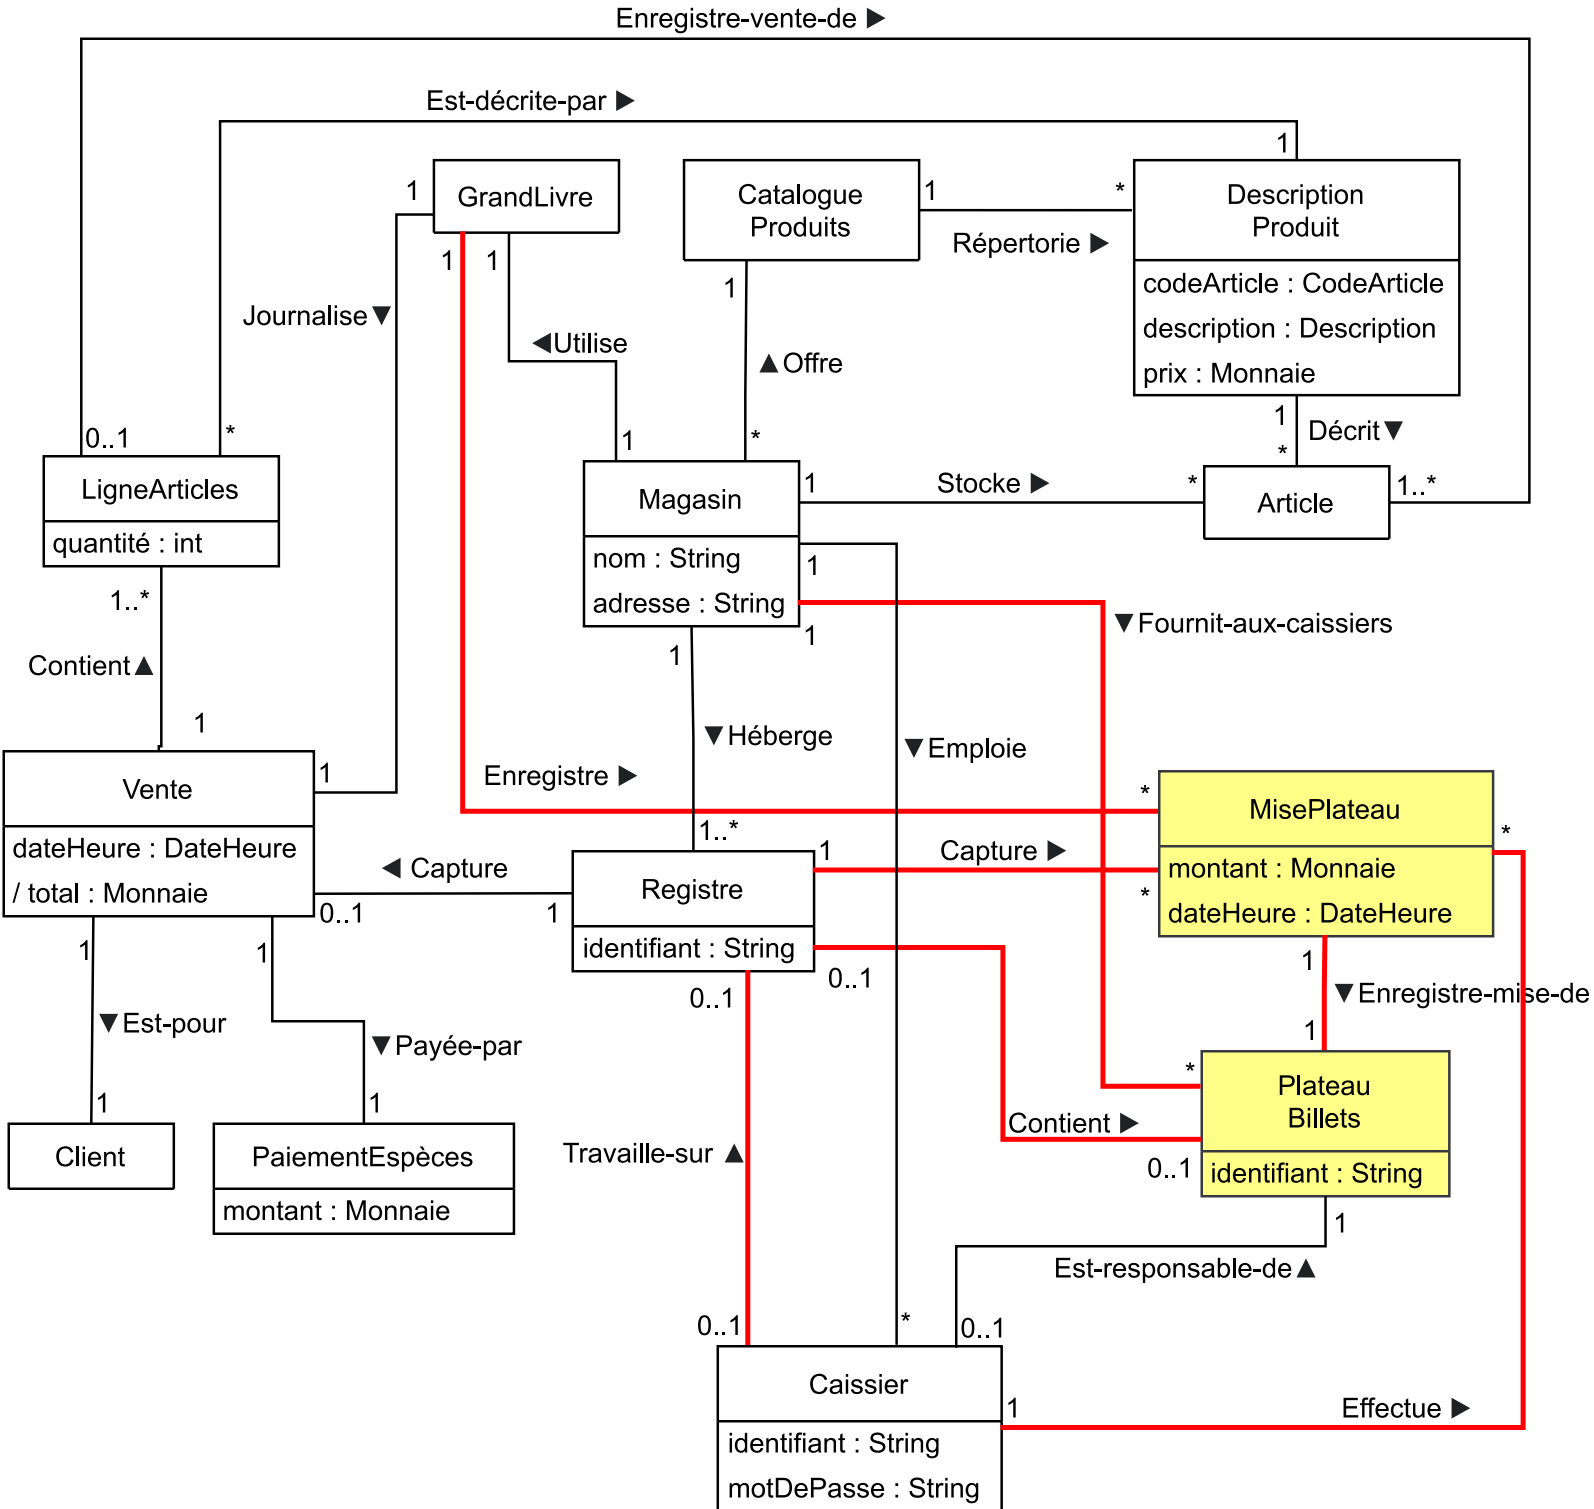 Enregistre-vente-de ▶
Est-décrite-par ▶
1
1
GrandLivre
Catalogue
Produits
1
*
Description
Produit
Répertorie ▶
1
1
1
codeArticle : CodeArticle
description : Description
prix : Monnaie
Journalise ▼
◀Utilise
▲ Offre
1
Décrit ▼
0..1
*
1
*
*
LigneArticles
quantité : int
Magasin
nom : String
adresse : String
1
Stocke ▶
*
Article
1..*
1
1..*
1
1
▼ Fournit-aux-caissiers
Contient ▲
1
▼ Héberge
▼ Emploie
Vente
dateHeure : DateHeure
/ total : Monnaie
1
Enregistre ▶
*
MisePlateau
montant : Monnaie
dateHeure : DateHeure
*
1..*
1
Capture ▶
*
◀ Capture
0..1
1
Registre
identifiant : String
1
1
0..1
0..1
1
▼ Est-pour
▼ Payée-par
▼ Enregistre-mise-de
1
*
Plateau
Billets
identifiant : String
1
1
Contient ▶
0..1
Client
PaiementEspèces
montant : Monnaie
Travaille-sur ▲
1
Est-responsable-de ▲
0..1
*
0..1
Caissier
identifiant : String
motDePasse : String
1
Effectue ▶